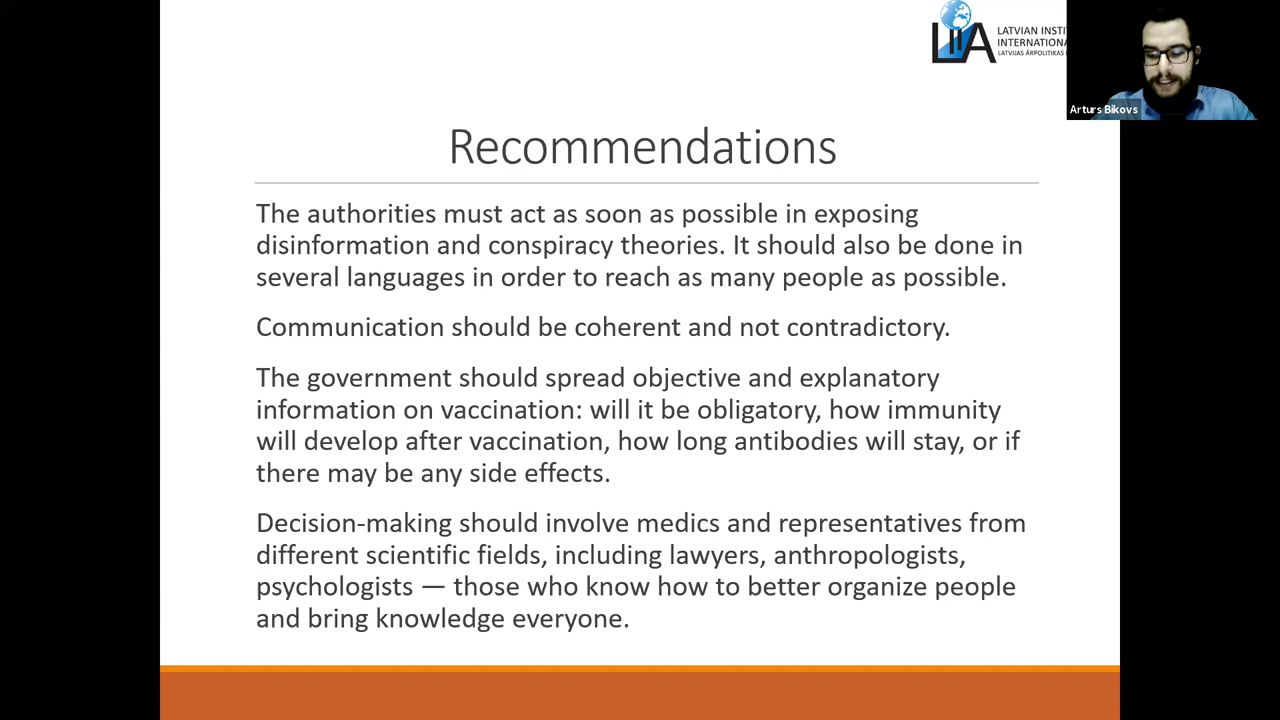 LIIA
LATVIAN
INTERNATIONA
LATVIJAS ĀRPOLITIKAS
Arturs Bikovs
Recommendations
The authorities must act as soon as possible in exposing
disinformation and conspiracy theories. It should also be done in
several languages in order to reach as many people as possible.
Communication should be coherent and not contradictory.
The government should spread objective and explanatory
information on vaccination: will it be obligatory, how immunity
will develop after vaccination, how long antibodies will stay, or if
there may be any side effects.
Decision-making should involve medics and representatives from
different scientific fields, including lawyers, anthropologists,
psychologists — those who know how to better organize people
and bring knowledge everyone.